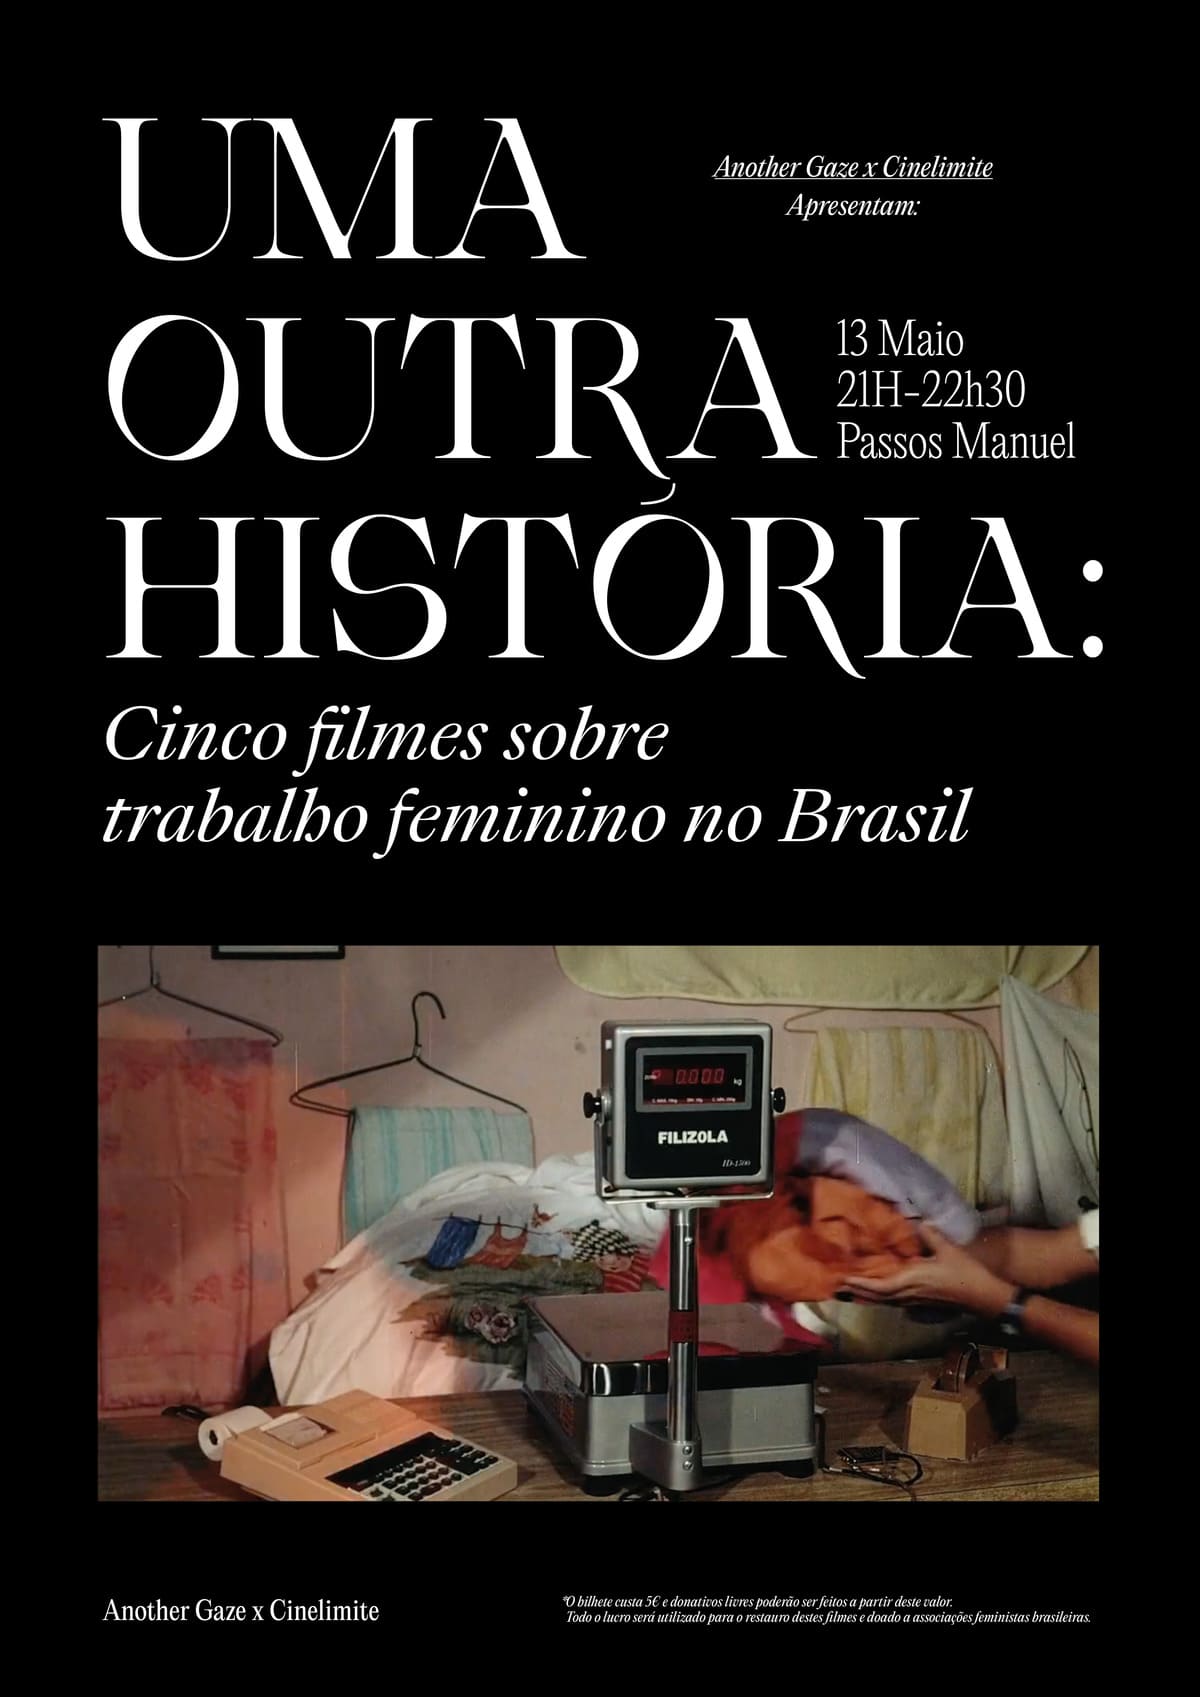 UMA
Another Gaze x Cinelimite
Apresentam:
OUTRA
13 Maio
21H-22h30
Passos Manuel
HISTÓRIA:
Cinco filmes sobre
trabalho feminino no Brasil
0.000 kg
FILIZOLA
ID-1500
Another Gaze x Cinelimite
*O bilhete custa 5€ e donativos livres poderão ser feitos a partir deste valor.
Todo o lucro será utilizado para o restauro destes filmes e doado a associações feministas brasileiras.